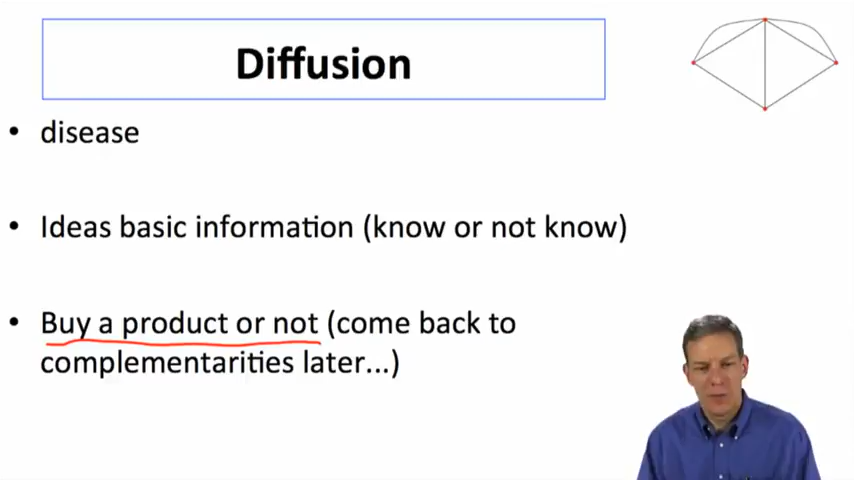 Diffusion
• disease
• Ideas basic information (know or not know)
• Buy a product or not (come back to
complementarities later...)